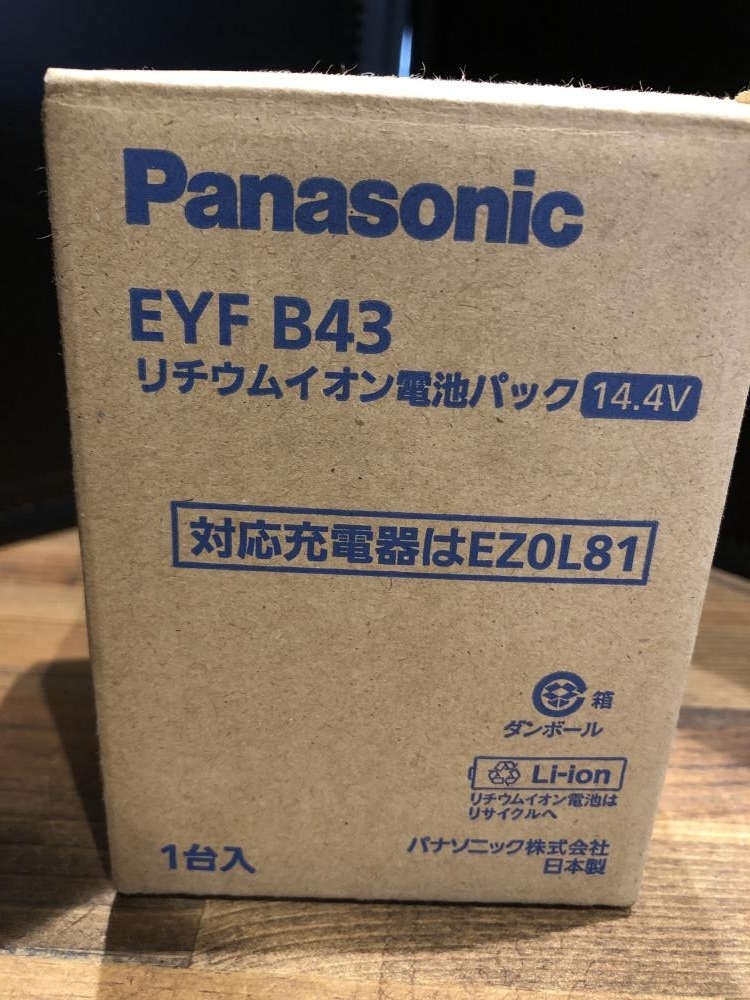 Panasonic
EYF B43
リチウムイオン電池パック 14.4V
対応充電器はEZ0L81
箱
ダンボール
Li-ion
リチウムイオン電池は
リサイクルへ
1台入
パナソニック株式会社
日本製